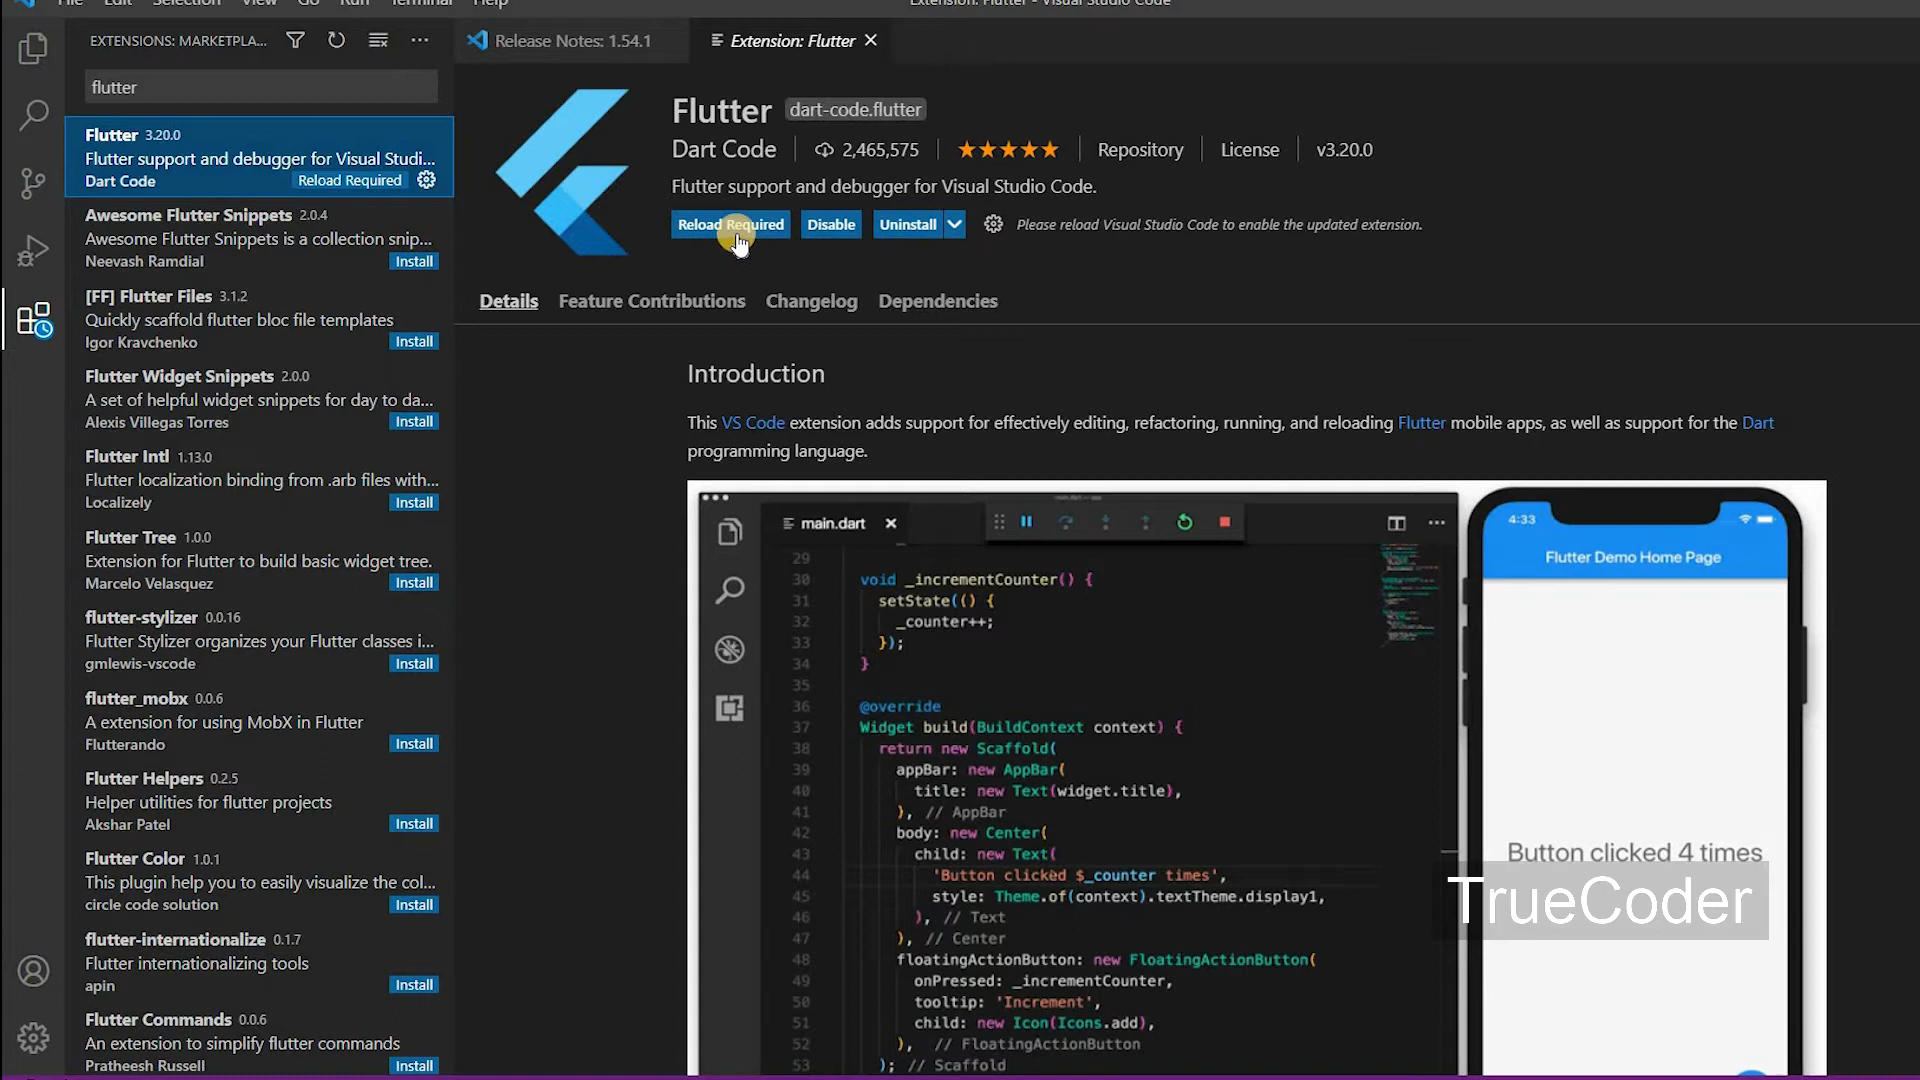 File Edit Selection View Go Run Terminal Help
Extension: Flutter - Visual Studio Code
EXTENSIONS: MARKETPLA...
flutter
Flutter 3.20.0
Flutter support and debugger for Visual Studi...
Dart Code Reload Required
Awesome Flutter Snippets 2.0.4
Awesome Flutter Snippets is a collection snip...
Neevash Ramdial Install
[FF] Flutter Files 3.1.2
Quickly scaffold flutter bloc file templates
Igor Kravchenko Install
Flutter Widget Snippets 2.0.0
A set of helpful widget snippets for day to da...
Alexis Villegas Torres Install
Flutter Intl 1.13.0
Flutter localization binding from .arb files with...
Localizely Install
Flutter Tree 1.0.0
Extension for Flutter to build basic widget tree.
Marcelo Velasquez Install
flutter-stylizer 0.0.16
Flutter Stylizer organizes your Flutter classes i...
gmlewis-vscode Install
flutter_mobx 0.0.6
A extension for using MobX in Flutter
Flutterando Install
Flutter Helpers 0.2.5
Helper utilities for flutter projects
Akshar Patel Install
Flutter Color 1.0.1
This plugin help you to easily visualize the col...
circle code solution Install
flutter-internationalize 0.1.7
Flutter internationalizing tools
apin Install
Flutter Commands 0.0.6
An extension to simplify flutter commands
Pratheesh Russell Install
Release Notes: 1.54.1
Extension: Flutter
Flutter dart-code.flutter
Dart Code 2,465,575 Repository License v3.20.0
Flutter support and debugger for Visual Studio Code.
Reload Required Disable Uninstall Please reload Visual Studio Code to enable the updated extension.
Details Feature Contributions Changelog Dependencies
Introduction
This VS Code extension adds support for effectively editing, refactoring, running, and reloading Flutter mobile apps, as well as support for the Dart
programming language.
main.dart
29
30 void _incrementCounter() {
31 setState(() {
32 _counter++;
33 });
34 }
35
36 @override
37 Widget build(BuildContext context) {
38 return new Scaffold(
39 appBar: new AppBar(
40 title: new Text(widget.title),
41 ), // AppBar
42 body: new Center(
43 child: new Text(
44 'Button clicked $_counter times',
45 style: Theme.of(context).textTheme.display1,
46 ), // Text
47 ), // Center
48 floatingActionButton: new FloatingActionButton(
49 onPressed: _incrementCounter,
50 tooltip: 'Increment',
51 child: new Icon(Icons.add),
52 ), // FloatingActionButton
53 ); // Scaffold
4:33
Flutter Demo Home Page
Button clicked 4 times
TrueCoder